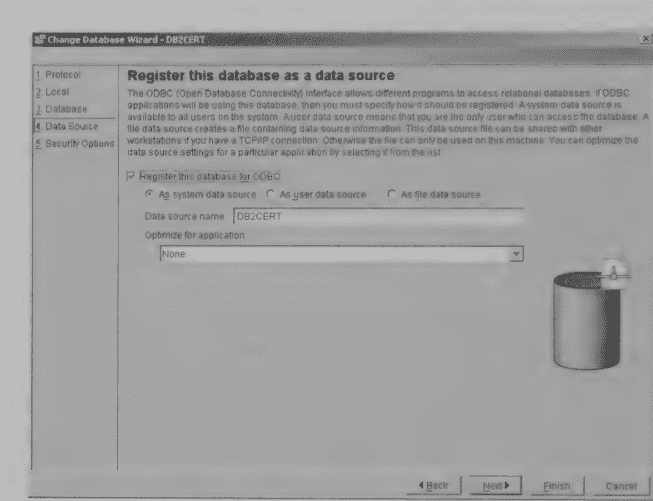 Change Database Wizard - DB2CERT
1. Protocol
2. Local
3. Database
4. Data Source
5. Security Options
Register this database as a data source
The ODBC (Open Database Connectivity) interface allows different programs to access relational databases. If ODBC
applications will be using this database, then you must specify how it should be registered. A system data source is
available to all users on the system. A user data source means that you are the only user who can access the database. A
file data source creates a file containing data source information. This data source file can be shared with other
workstations if you have a TCP/IP connection. Otherwise the file can only be used on this machine. You can optimize the
data source settings for a particular application by selecting it from the list
Register this database for ODBC
As system data source As user data source As file data source
Data source name DB2CERT
Optimize for application
None
Back Next Finish Cancel